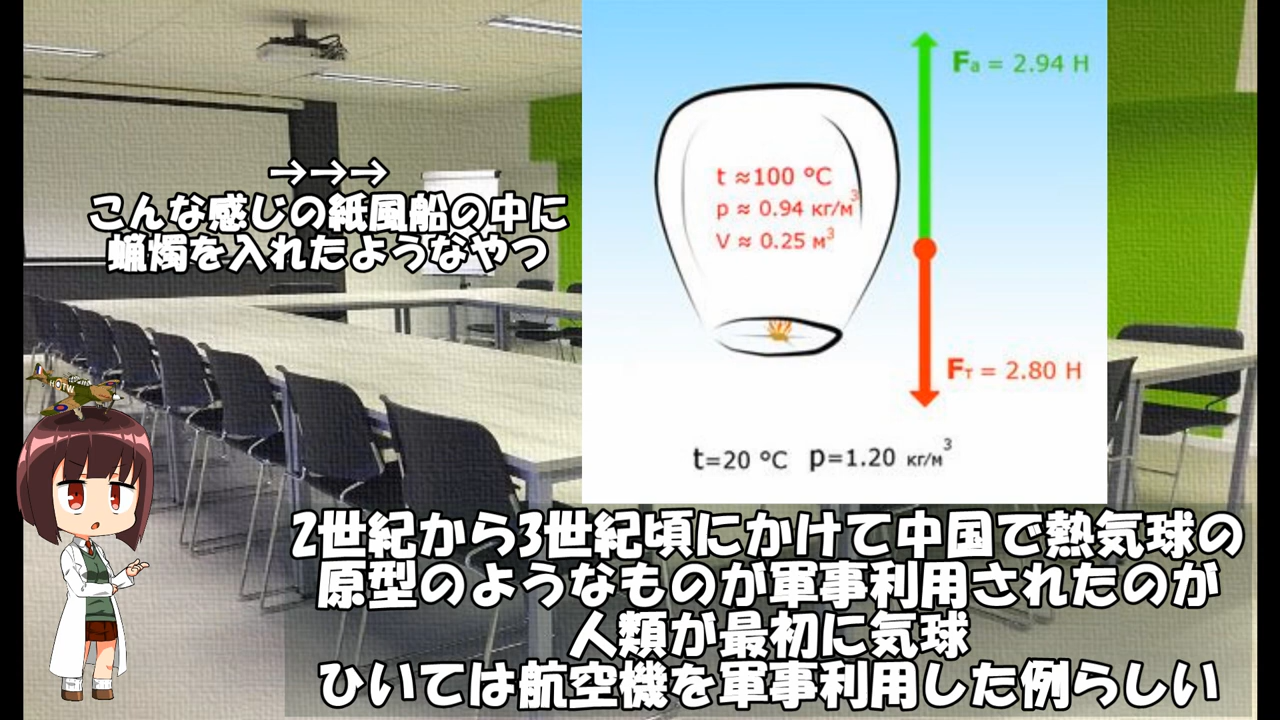 →→→
こんな感じの紙風船の中に
蝋燭を入れたようなやつ
Fa = 2.94 H
t ≈100 °C
p ≈ 0.94 кг/м³
V ≈ 0.25 м³
Fт = 2.80 H
t=20 °C p=1.20 кг/м³
HOTW
2世紀から3世紀頃にかけて中国で熱気球の
原型のようなものが軍事利用されたのが
人類が最初に気球
ひいては航空機を軍事利用した例らしい